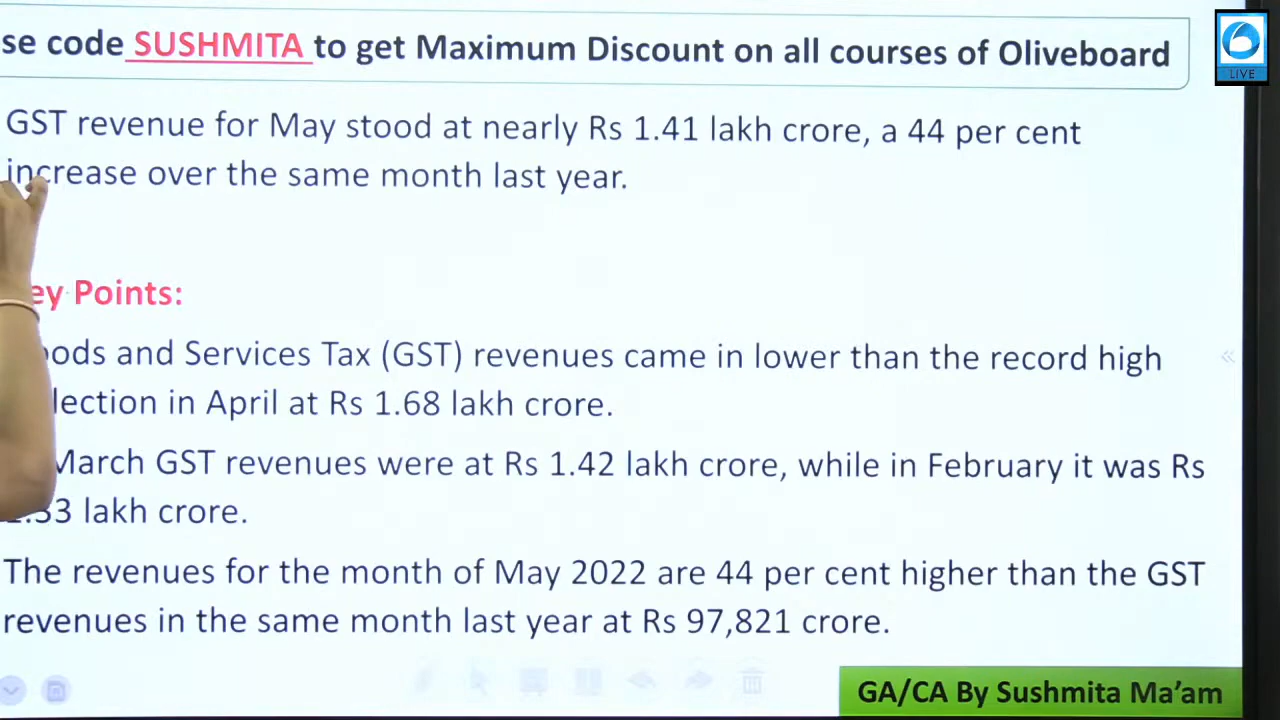 se code SUSHMITA to get Maximum Discount on all courses of Oliveboard
LIVE
GST revenue for May stood at nearly Rs 1.41 lakh crore, a 44 per cent
increase over the same month last year.
ey Points:
oods and Services Tax (GST) revenues came in lower than the record high
lection in April at Rs 1.68 lakh crore.
March GST revenues were at Rs 1.42 lakh crore, while in February it was Rs
lakh crore.
The revenues for the month of May 2022 are 44 per cent higher than the GST
revenues in the same month last year at Rs 97,821 crore.
GA/CA By Sushmita Ma’am